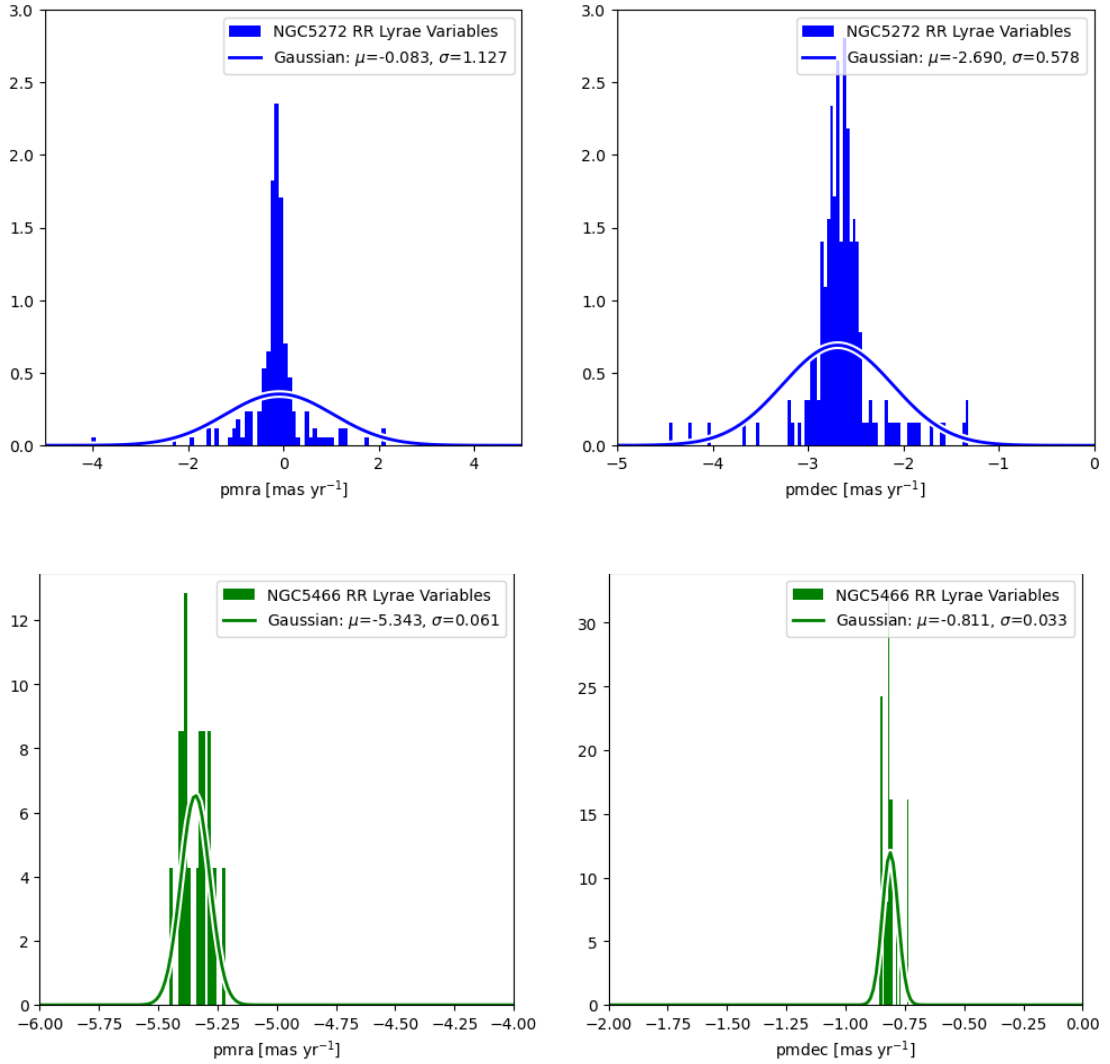 3.0
2.5
2.0
1.5
1.0
0.5
0.0
NGC5272 RR Lyrae Variables
Gaussian: μ=-0.083, σ=1.127
−4 −2 0 2 4
pmra [mas yr⁻¹]
3.0
2.5
2.0
1.5
1.0
0.5
0.0
NGC5272 RR Lyrae Variables
Gaussian: μ=-2.690, σ=0.578
−5 −4 −3 −2 −1 0
pmdec [mas yr⁻¹]
12
10
8
6
4
2
0
NGC5466 RR Lyrae Variables
Gaussian: μ=-5.343, σ=0.061
−6.00 −5.75 −5.50 −5.25 −5.00 −4.75 −4.50 −4.25 −4.00
pmra [mas yr⁻¹]
30
25
20
15
10
5
0
NGC5466 RR Lyrae Variables
Gaussian: μ=-0.811, σ=0.033
−2.00 −1.75 −1.50 −1.25 −1.00 −0.75 −0.50 −0.25 0.00
pmdec [mas yr⁻¹]